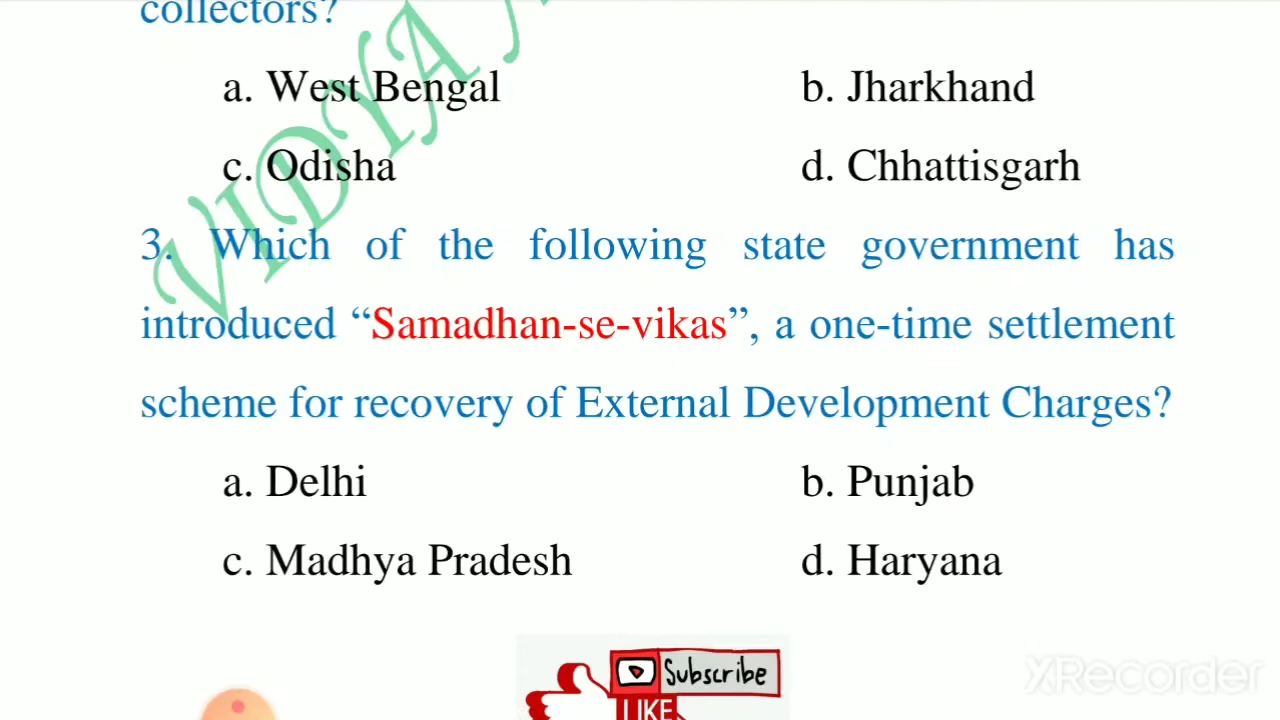 collectors?
a. West Bengal b. Jharkhand
c. Odisha d. Chhattisgarh
3. Which of the following state government has
introduced “Samadhan-se-vikas”, a one-time settlement
scheme for recovery of External Development Charges?
a. Delhi b. Punjab
c. Madhya Pradesh d. Haryana
Subscribe
LIKE
XRecorder
VIDYA